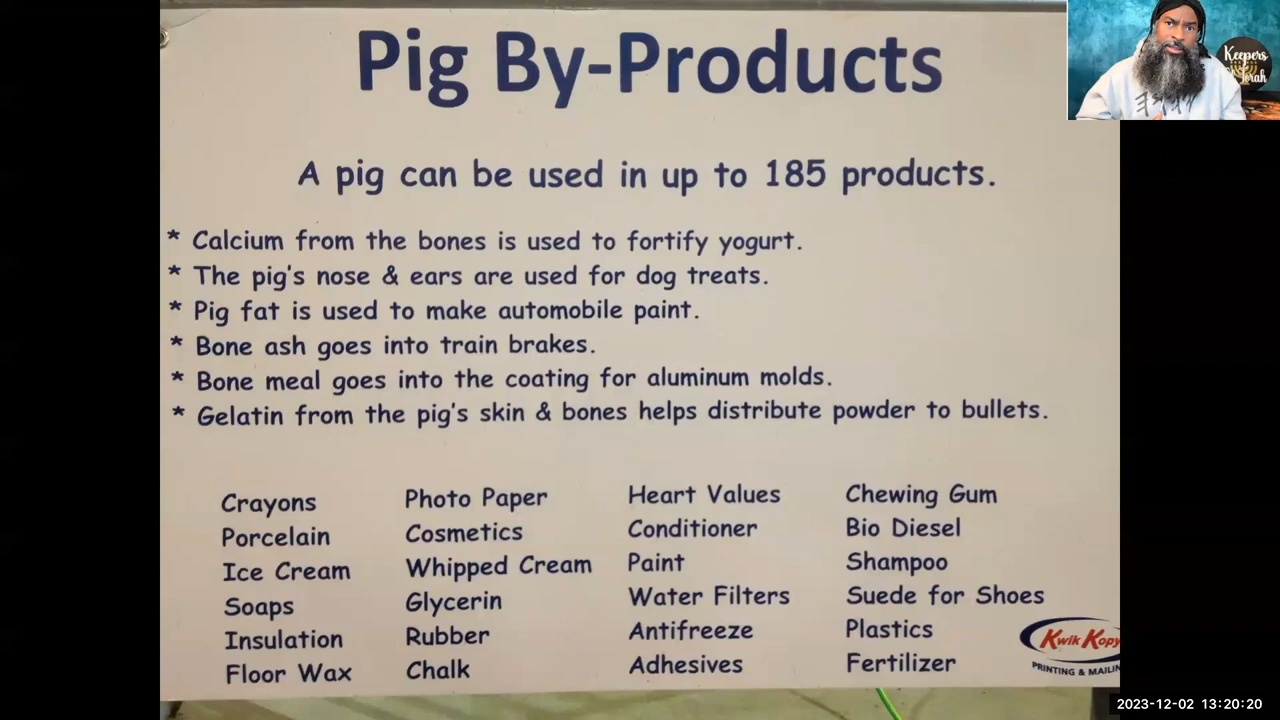 Pig By-Products
A pig can be used in up to 185 products.
* Calcium from the bones is used to fortify yogurt.
* The pig's nose & ears are used for dog treats.
* Pig fat is used to make automobile paint.
* Bone ash goes into train brakes.
* Bone meal goes into the coating for aluminum molds.
* Gelatin from the pig's skin & bones helps distribute powder to bullets.
Crayons
Porcelain
Ice Cream
Soaps
Insulation
Floor Wax
Photo Paper
Cosmetics
Whipped Cream
Glycerin
Rubber
Chalk
Heart Values
Conditioner
Paint
Water Filters
Antifreeze
Adhesives
Chewing Gum
Bio Diesel
Shampoo
Suede for Shoes
Plastics
Fertilizer
Kwik Kopy
PRINTING & MAILIN
Keepers
Torah
2023-12-02 13:20:20